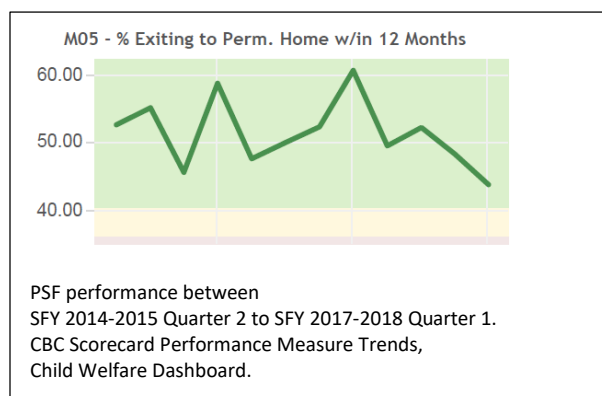 M05 - % Exiting to Perm. Home w/in 12 Months
60.00
50.00
40.00
PSF performance between
SFY 2014-2015 Quarter 2 to SFY 2017-2018 Quarter 1.
CBC Scorecard Performance Measure Trends,
Child Welfare Dashboard.